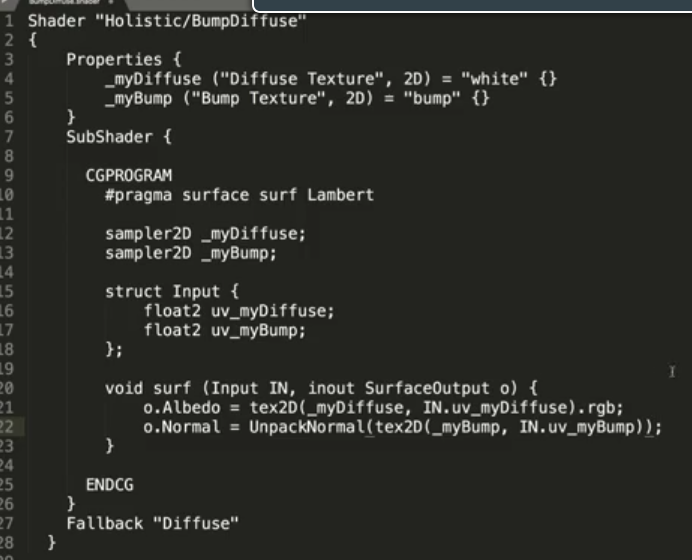 BumpDiffuse.shader
1 Shader "Holistic/BumpDiffuse"
2 {
3 Properties {
4 _myDiffuse ("Diffuse Texture", 2D) = "white" {}
5 _myBump ("Bump Texture", 2D) = "bump" {}
6 }
7 SubShader {
8
9 CGPROGRAM
10 #pragma surface surf Lambert
11
12 sampler2D _myDiffuse;
13 sampler2D _myBump;
14
15 struct Input {
16 float2 uv_myDiffuse;
17 float2 uv_myBump;
18 };
19
20 void surf (Input IN, inout SurfaceOutput o) {
21 o.Albedo = tex2D(_myDiffuse, IN.uv_myDiffuse).rgb;
22 o.Normal = UnpackNormal(tex2D(_myBump, IN.uv_myBump));
23 }
24
25 ENDCG
26 }
27 Fallback "Diffuse"
28 }